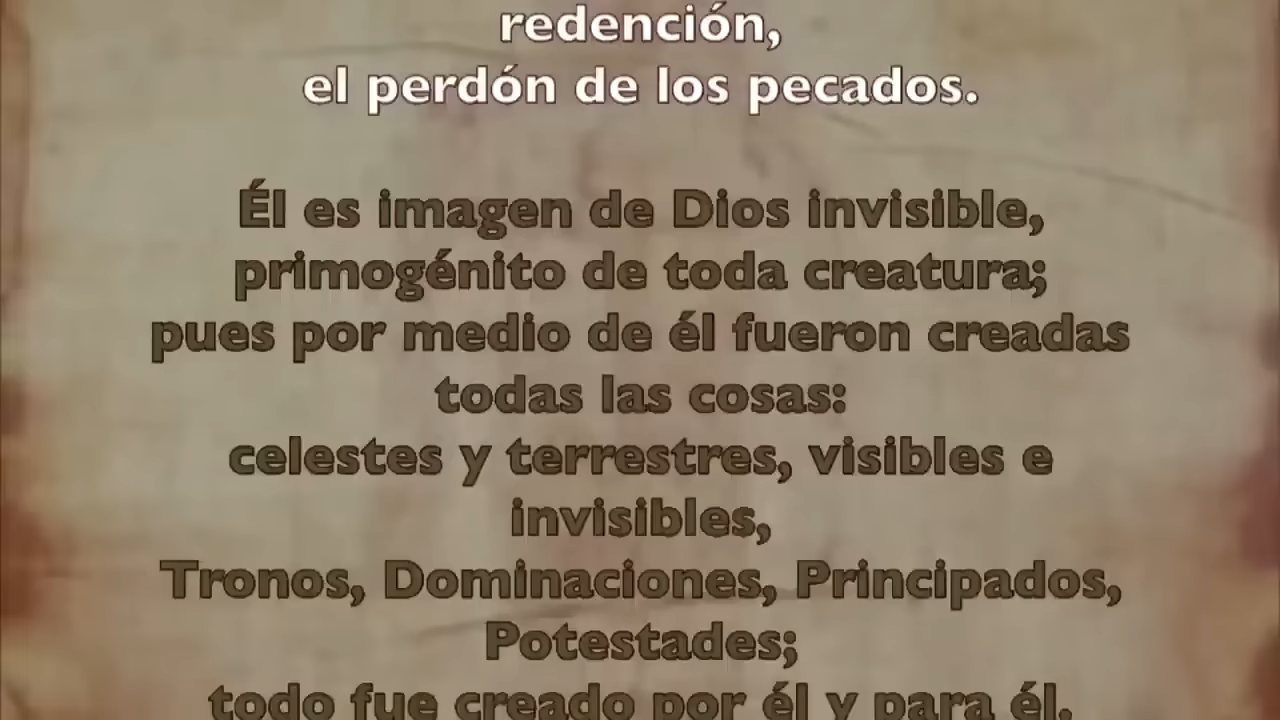 redención,
el perdón de los pecados.
Él es imagen de Dios invisible,
primogénito de toda creatura;
pues por medio de él fueron creadas
todas las cosas:
celestes y terrestres, visibles e
invisibles,
Tronos, Dominaciones, Principados,
Potestades;
todo fue creado por él y para él.